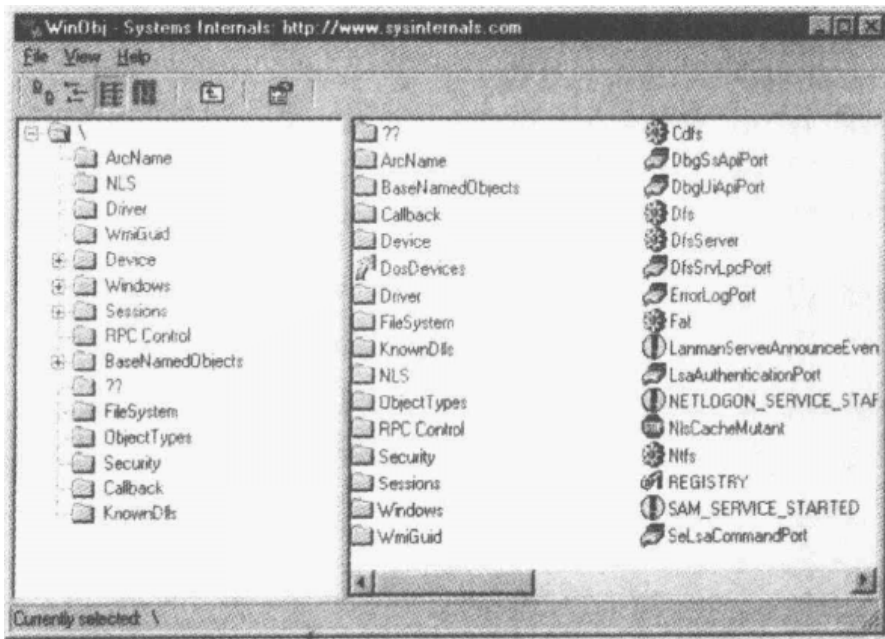 WinObj - Systems Internals: http://www.sysinternals.com
File View Help
\
ArcName
NLS
Driver
WmiGuid
Device
Windows
Sessions
RPC Control
BaseNamedObjects
??
FileSystem
ObjectTypes
Security
Callback
KnownDlls
??
ArcName
BaseNamedObjects
Callback
Device
DosDevices
Driver
FileSystem
KnownDlls
NLS
ObjectTypes
RPC Control
Security
Sessions
Windows
WmiGuid
Cdfs
DbgSsApiPort
DbgUiApiPort
Dfs
DfsServer
DfsSrvLpcPort
ErrorLogPort
Fat
LanmanServerAnnounceEven
LsaAuthenticationPort
NETLOGON_SERVICE_STAR
NlsCacheMutant
Ntfs
REGISTRY
SAM_SERVICE_STARTED
SeLsaCommandPort
Currently selected: \